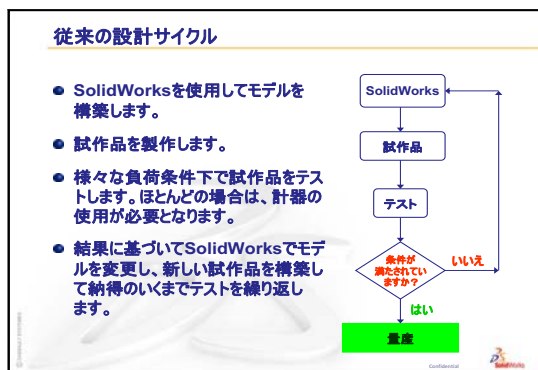 従来の設計サイクル
SolidWorksを使用してモデルを
構築します。
試作品を製作します。
様々な負荷条件下で試作品をテス
トします。ほとんどの場合は、計器の
使用が必要となります。
結果に基づいてSolidWorksでモデ
ルを変更し、新しい試作品を構築し
て納得のいくまでテストを繰り返し
ます。
SolidWorks
試作品
テスト
条件が
満たされてい
ますか？
いいえ
はい
量産
Confidential
SolidWorks